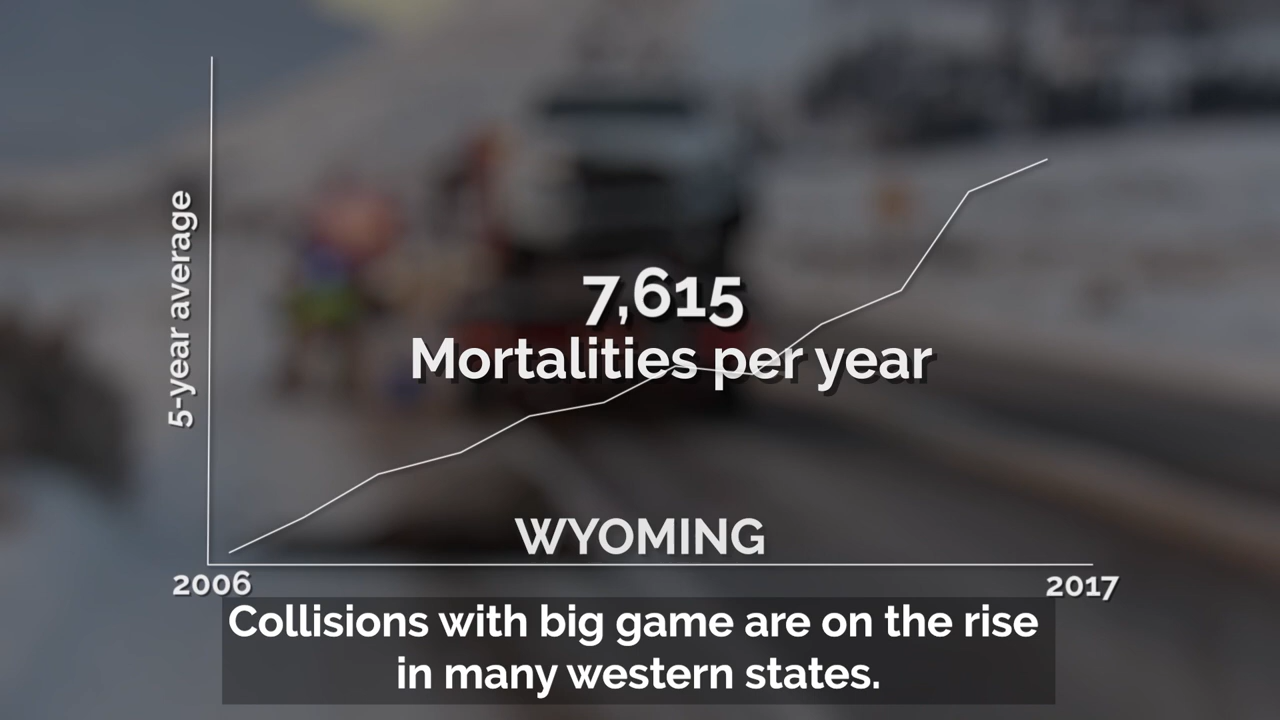 5-year average
7,615
Mortalities per year
WYOMING
2006
2017
Collisions with big game are on the rise
in many western states.